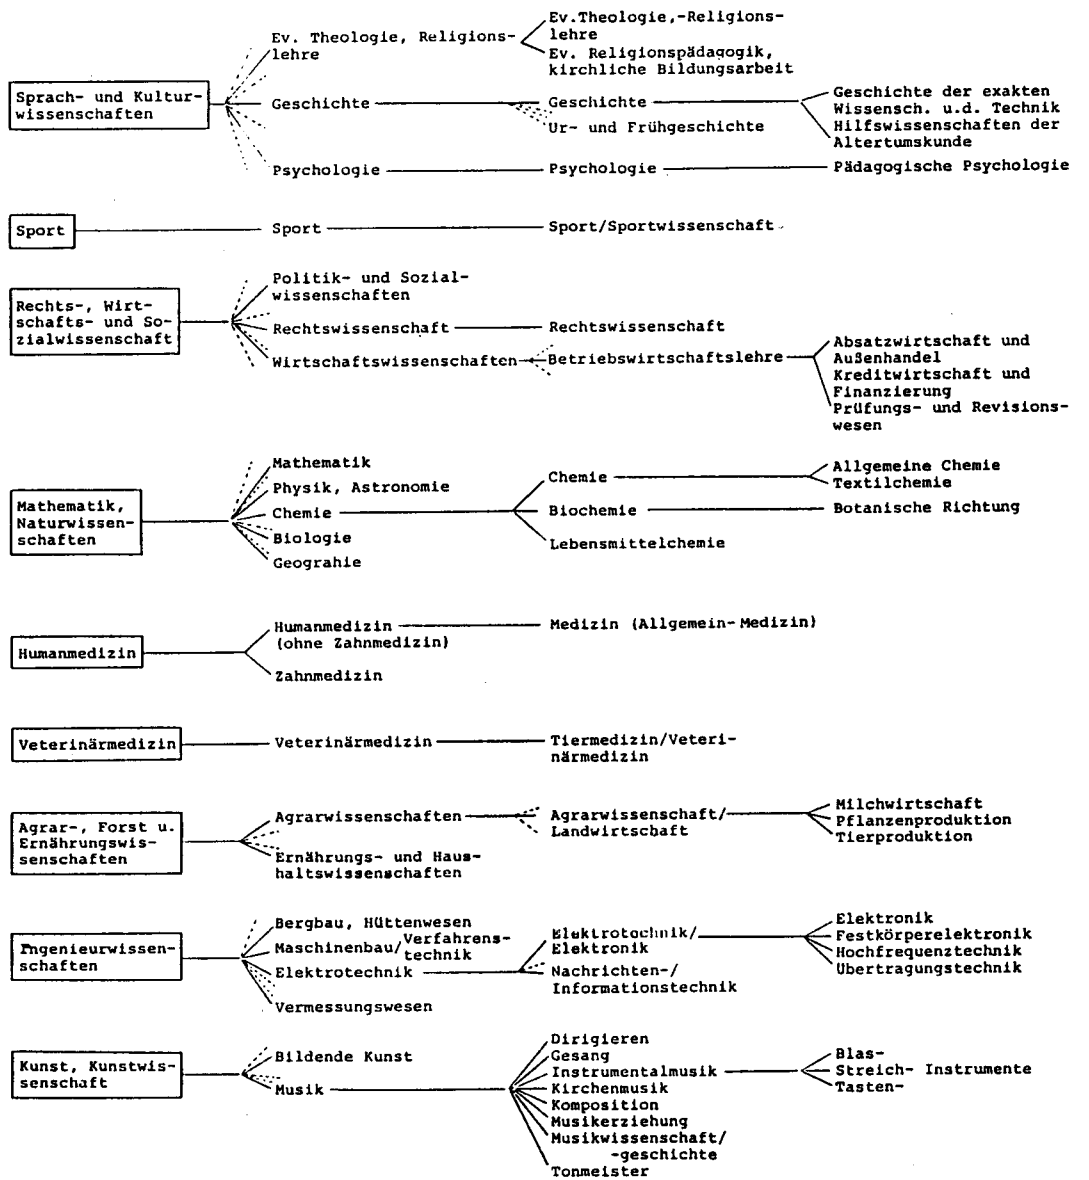 Ev. Theologie, Religions-
lehre
Ev.Theologie,-Religions-
lehre
Ev. Religionspädagogik,
kirchliche Bildungsarbeit
Sprach- und Kultur-
wissenschaften
Geschichte
Geschichte
Ur- und Frühgeschichte
Geschichte der exakten
Wissensch. u.d. Technik
Hilfswissenschaften der
Altertumskunde
Psychologie
Psychologie
Pädagogische Psychologie
Sport
Sport
Sport/Sportwissenschaft
Rechts-, Wirt-
schafts- und So-
zialwissenschaft
Politik- und Sozial-
wissenschaften
Rechtswissenschaft
Rechtswissenschaft
Wirtschaftswissenschaften
Betriebswirtschaftslehre
Absatzwirtschaft und
Außenhandel
Kreditwirtschaft und
Finanzierung
Prüfungs- und Revisions-
wesen
Mathematik,
Naturwissen-
schaften
Mathematik
Physik, Astronomie
Chemie
Biologie
Geograhie
Chemie
Biochemie
Lebensmittelchemie
Allgemeine Chemie
Textilchemie
Botanische Richtung
Humanmedizin
Humanmedizin
(ohne Zahnmedizin)
Zahnmedizin
Medizin (Allgemein-Medizin)
Veterinärmedizin
Veterinärmedizin
Tiermedizin/Veteri-
närmedizin
Agrar-, Forst u.
Ernährungswis-
senschaften
Agrarwissenschaften
Ernährungs- und Haus-
haltswissenschaften
Agrarwissenschaft/
Landwirtschaft
Milchwirtschaft
Pflanzenproduktion
Tierproduktion
Ingenieurwissen-
schaften
Bergbau, Hüttenwesen
Maschinenbau/Verfahrens-
technik
Elektrotechnik
Vermessungswesen
Elektrotechnik/
Elektronik
Nachrichten-/
Informationstechnik
Elektronik
Festkörperelektronik
Hochfrequenztechnik
Übertragungstechnik
Kunst, Kunstwis-
senschaft
Bildende Kunst
Musik
Dirigieren
Gesang
Instrumentalmusik
Kirchenmusik
Komposition
Musikerziehung
Musikwissenschaft/
-geschichte
Tonmeister
Blas-
Streich- Instrumente
Tasten-